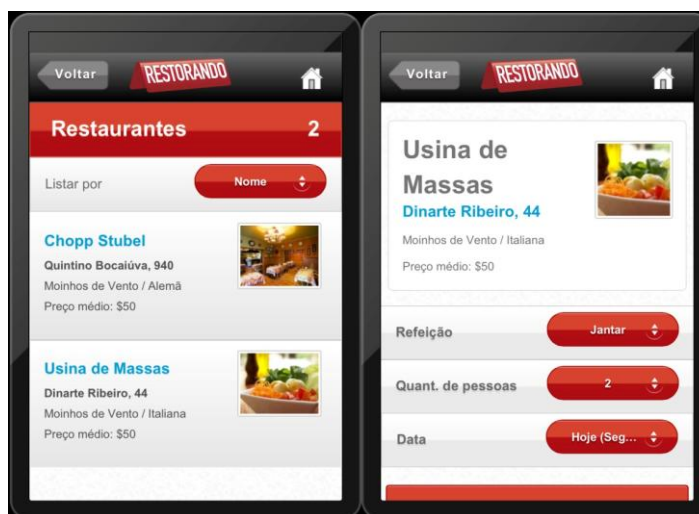 Voltar
RESTORANDO
Restaurantes 2
Listar por Nome
Chopp Stubel
Quintino Bocaiúva, 940
Moinhos de Vento / Alemã
Preço médio: $50
Usina de Massas
Dinarte Ribeiro, 44
Moinhos de Vento / Italiana
Preço médio: $50
Voltar
RESTORANDO
Usina de
Massas
Dinarte Ribeiro, 44
Moinhos de Vento / Italiana
Preço médio: $50
Refeição Jantar
Quant. de pessoas 2
Data Hoje (Seg...